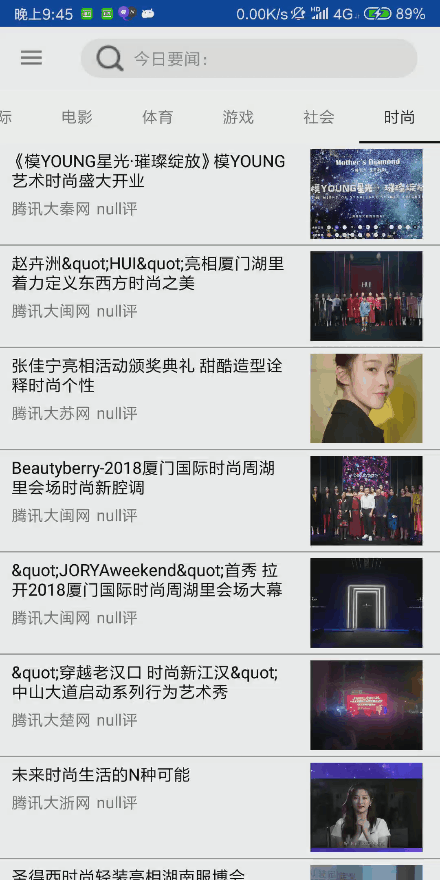 晚上9:45
0.00K/s
HD
4G
89%
今日要闻:
际 电影 体育 游戏 社会 时尚
《模YOUNG星光·璀璨绽放》模YOUNG
艺术时尚盛大开业
腾讯大秦网 null评
Mother's Diamond
模YOUNG星光·璀璨绽放
赵卉洲&quot;HUI&quot;亮相厦门湖里
着力定义东西方时尚之美
腾讯大闽网 null评
HUI
张佳宁亮相活动颁奖典礼 甜酷造型诠
释时尚个性
腾讯大苏网 null评
Beautyberry-2018厦门国际时尚周湖
里会场时尚新腔调
腾讯大闽网 null评
&quot;JORYAweekend&quot;首秀 拉
开2018厦门国际时尚周湖里会场大幕
腾讯大闽网 null评
&quot;穿越老汉口 时尚新江汉&quot;
中山大道启动系列行为艺术秀
腾讯大楚网 null评
未来时尚生活的N种可能
腾讯大浙网 null评
圣得西时尚轻装亮相湖南服博会